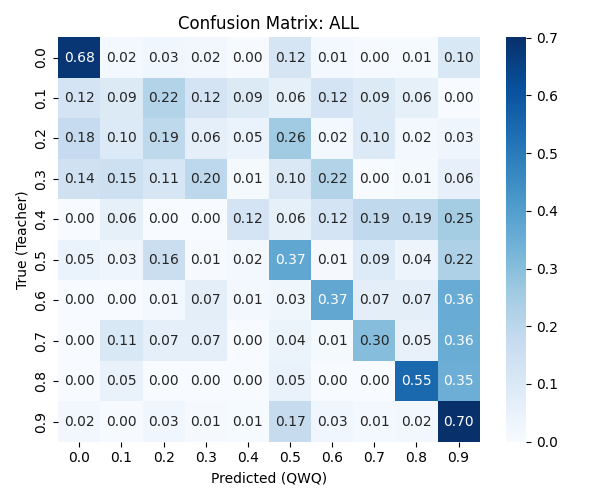 Confusion Matrix: ALL
True (Teacher)
0.0 0.68 0.02 0.03 0.02 0.00 0.12 0.01 0.00 0.01 0.10
0.1 0.12 0.09 0.22 0.12 0.09 0.06 0.12 0.09 0.06 0.00
0.2 0.18 0.10 0.19 0.06 0.05 0.26 0.02 0.10 0.02 0.03
0.3 0.14 0.15 0.11 0.20 0.01 0.10 0.22 0.00 0.01 0.06
0.4 0.00 0.06 0.00 0.00 0.12 0.06 0.12 0.19 0.19 0.25
0.5 0.05 0.03 0.16 0.01 0.02 0.37 0.01 0.09 0.04 0.22
0.6 0.00 0.00 0.01 0.07 0.01 0.03 0.37 0.07 0.07 0.36
0.7 0.00 0.11 0.07 0.07 0.00 0.04 0.01 0.30 0.05 0.36
0.8 0.00 0.05 0.00 0.00 0.00 0.05 0.00 0.00 0.55 0.35
0.9 0.02 0.00 0.03 0.01 0.01 0.17 0.03 0.01 0.02 0.70
0.0 0.1 0.2 0.3 0.4 0.5 0.6 0.7 0.8 0.9
Predicted (QWQ)
0.7
0.6
0.5
0.4
0.3
0.2
0.1
0.0